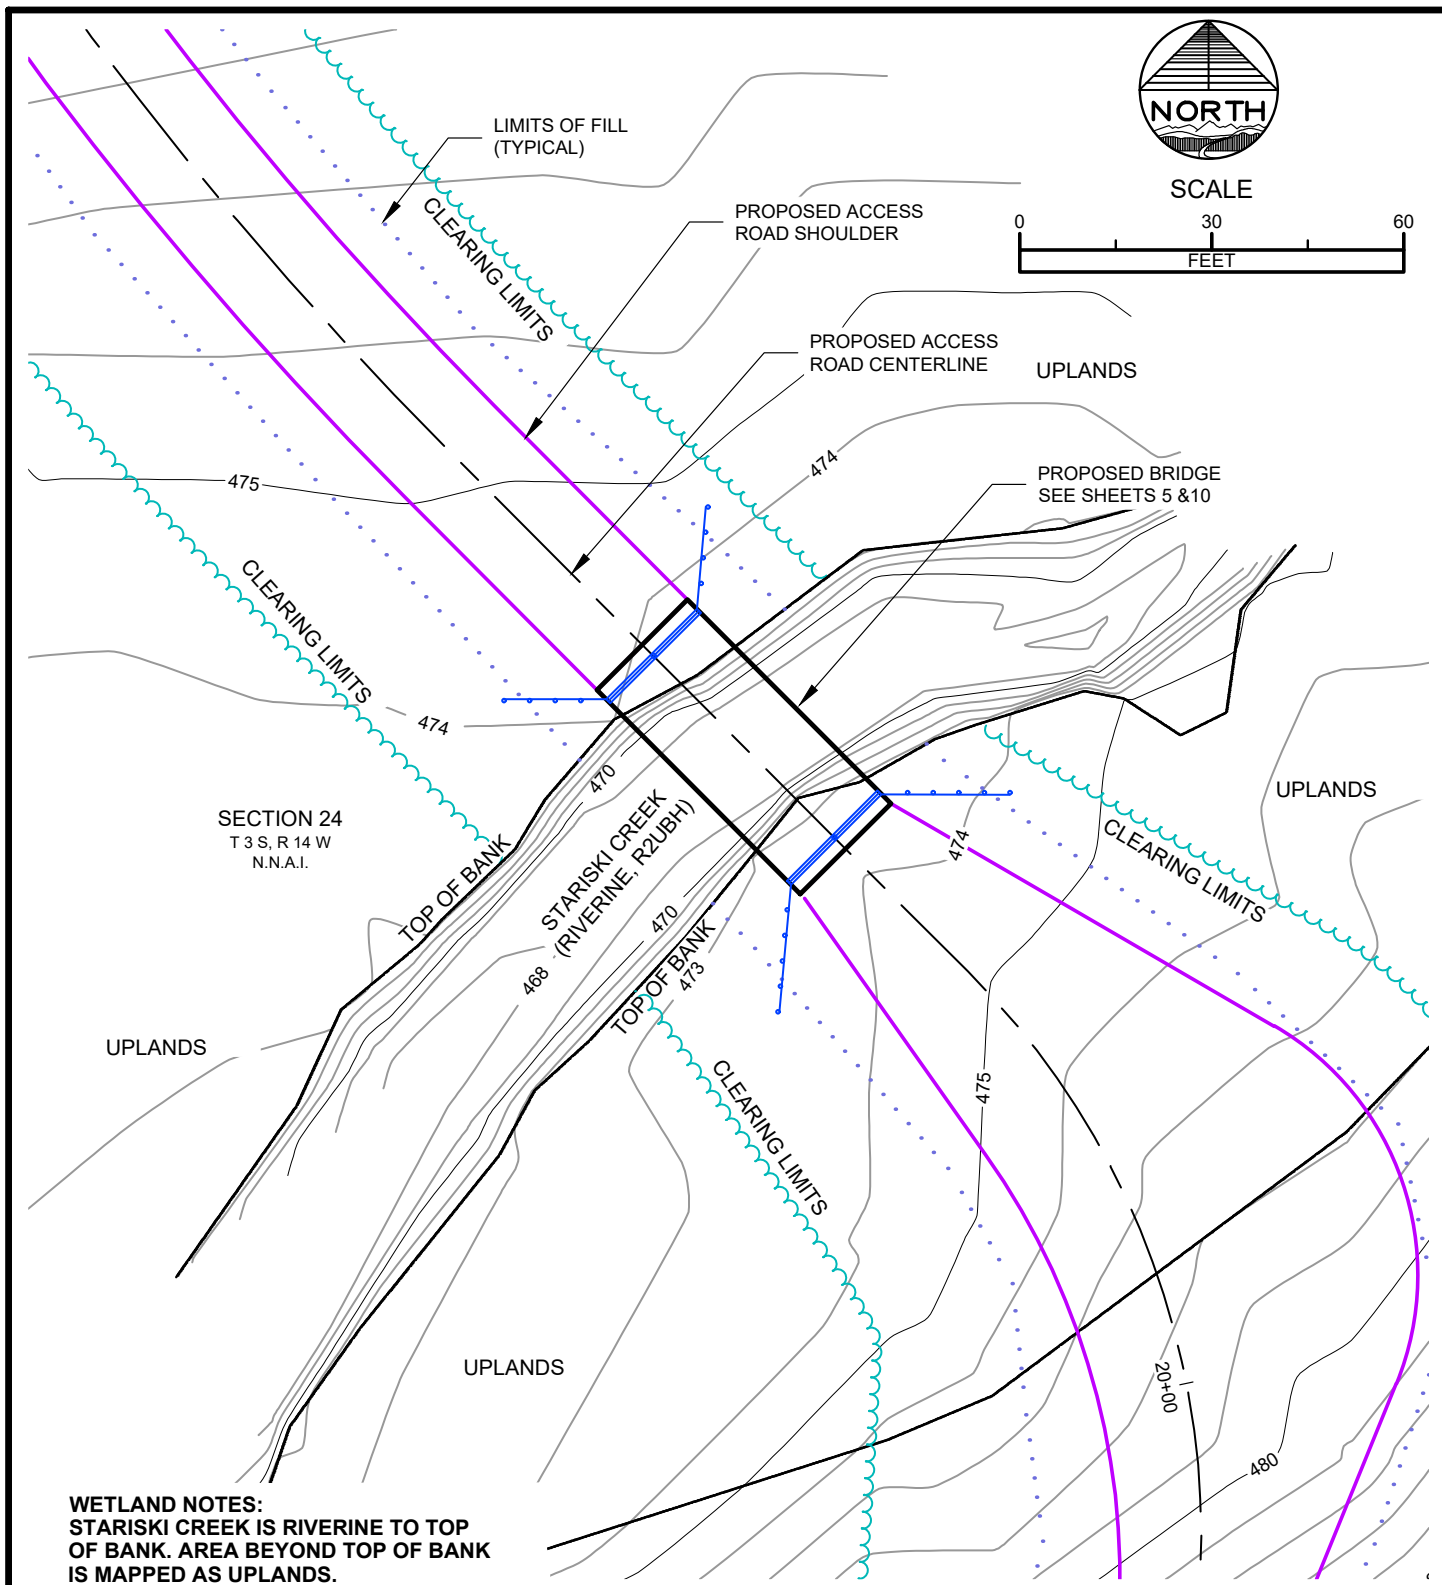 NORTH
SCALE
0 30 60
FEET
LIMITS OF FILL
(TYPICAL)
CLEARING LIMITS
PROPOSED ACCESS
ROAD SHOULDER
PROPOSED ACCESS
ROAD CENTERLINE
UPLANDS
474
475
PROPOSED BRIDGE
SEE SHEETS 5 &10
CLEARING LIMITS
474
470
UPLANDS
SECTION 24
T 3 S, R 14 W
N.N.A.I.
TOP OF BANK
STARISKI CREEK
(RIVERINE, R2UBH)
474
CLEARING LIMITS
470
468
TOP OF BANK
473
UPLANDS
475
CLEARING LIMITS
UPLANDS
20+00
480
WETLAND NOTES:
STARISKI CREEK IS RIVERINE TO TOP
OF BANK. AREA BEYOND TOP OF BANK
IS MAPPED AS UPLANDS.